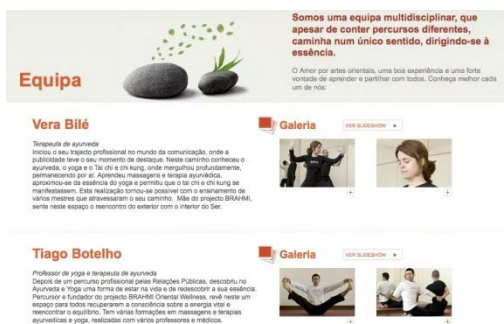 Somos uma equipa multidisciplinar, que
apesar de conter percursos diferentes,
caminha num único sentido, dirigindo-se à
essência.
O Amor por artes orientais, uma boa experiência e uma forte
vontade de aprender e partilhar com todos. Conheça melhor cada
um de nós:
Equipa
Vera Bilé
Terapeuta de ayurveda
Iniciou o seu trajecto profissional no mundo da comunicação, onde a
publicidade teve o seu momento de destaque. Neste caminho conheceu o
ayurveda, o yoga e o Tai chi e chi kung, onde mergulhou profundamente,
permanecendo por aí. Aprendeu massagens e terapia ayurvédica,
aproximou-se da essência do yoga e permitiu que o tai chi e chi kung se
manifestassem. Esta realização tornou-se possível com o ensinamento de
vários mestres que atravessaram o seu caminho. Mãe do projecto BRAHMI,
sente neste espaço o reencontro do exterior com o interior do Ser.
Galeria
VER SLIDESHOW
Tiago Botelho
Professor de yoga e terapeuta de ayurveda
Depois de um percurso profissional pelas Relações Públicas, descobriu no
Ayurveda e Yoga uma forma de estar na vida e de redescobrir a sua essência.
Percursor e fundador do projecto BRAHMI Oriental Wellness, revê neste um
espaço para todos recuperarem a consciência sobre a energia vital e
reencontrar o equilíbrio. Tem várias formações em massagens e terapias
ayurvedicas e yoga, realizadas com vários professores e médicos.
Galeria
VER SLIDESHOW